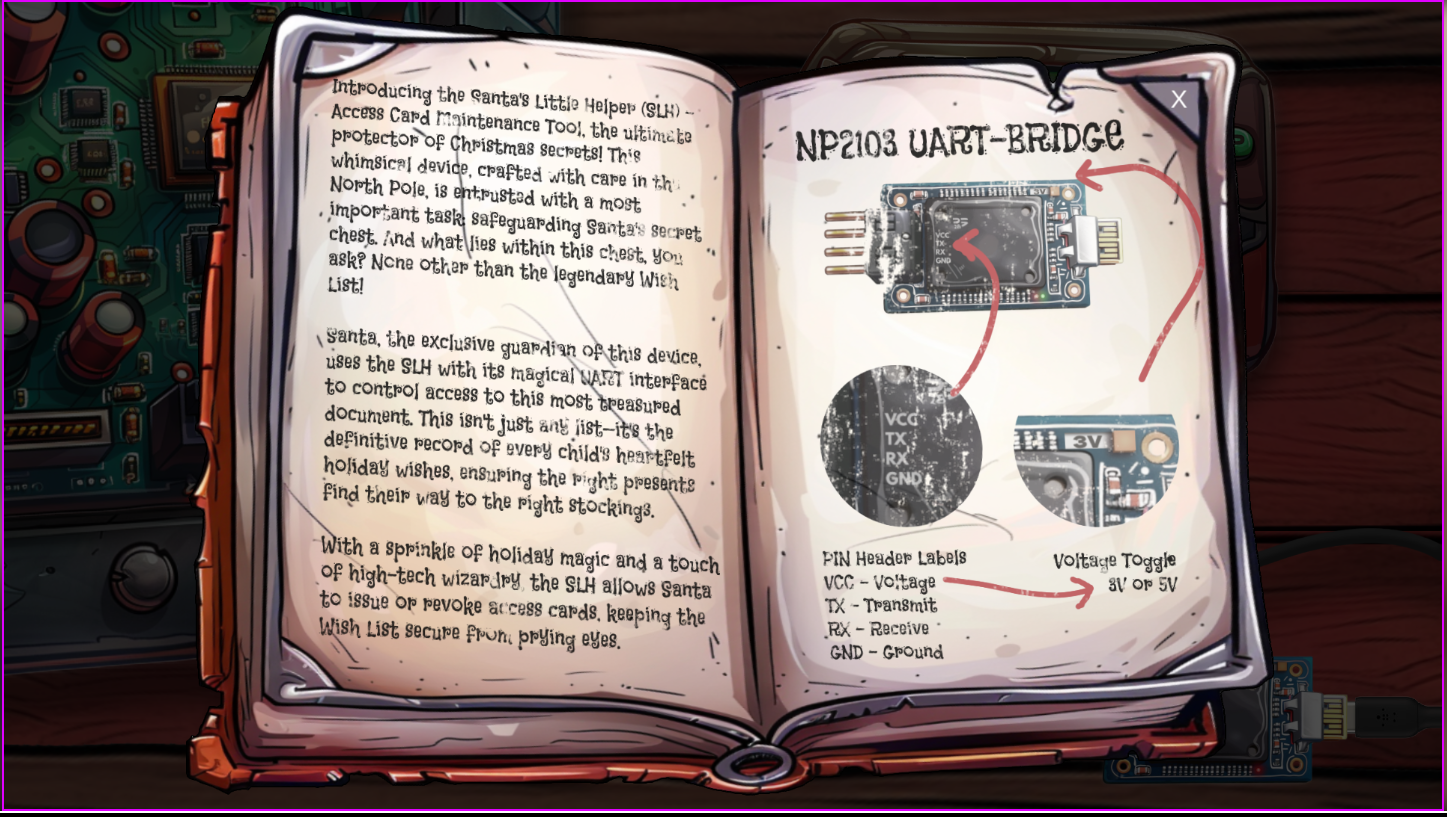 Introducing the Santa's Little Helper (SLH) -
Access Card Maintenance Tool, the ultimate
protector of Christmas secrets! This
whimsical device, crafted with care in the
North Pole, is entrusted with a most
important task: safeguarding Santa's secret
chest. And what lies within this chest, you
ask? None other than the legendary Wish
List!
Santa, the exclusive guardian of this device,
uses the SLH with its magical UART interface
to control access to this most treasured
document. This isn't just any list–it's the
definitive record of every child's heartfelt
holiday wishes, ensuring the right presents
find their way to the right stockings.
With a sprinkle of holiday magic and a touch
of high-tech wizardry, the SLH allows Santa
to issue or revoke access cards, keeping the
Wish List secure from prying eyes.
X
NP2103 UART-BRIDGE
3V
VCC
TX
RX
GND
VCC
TX
RX
GND
3V
PIN Header Labels
VCC - Voltage
TX - Transmit
RX - Receive
GND - Ground
Voltage Toggle
3V or 5V